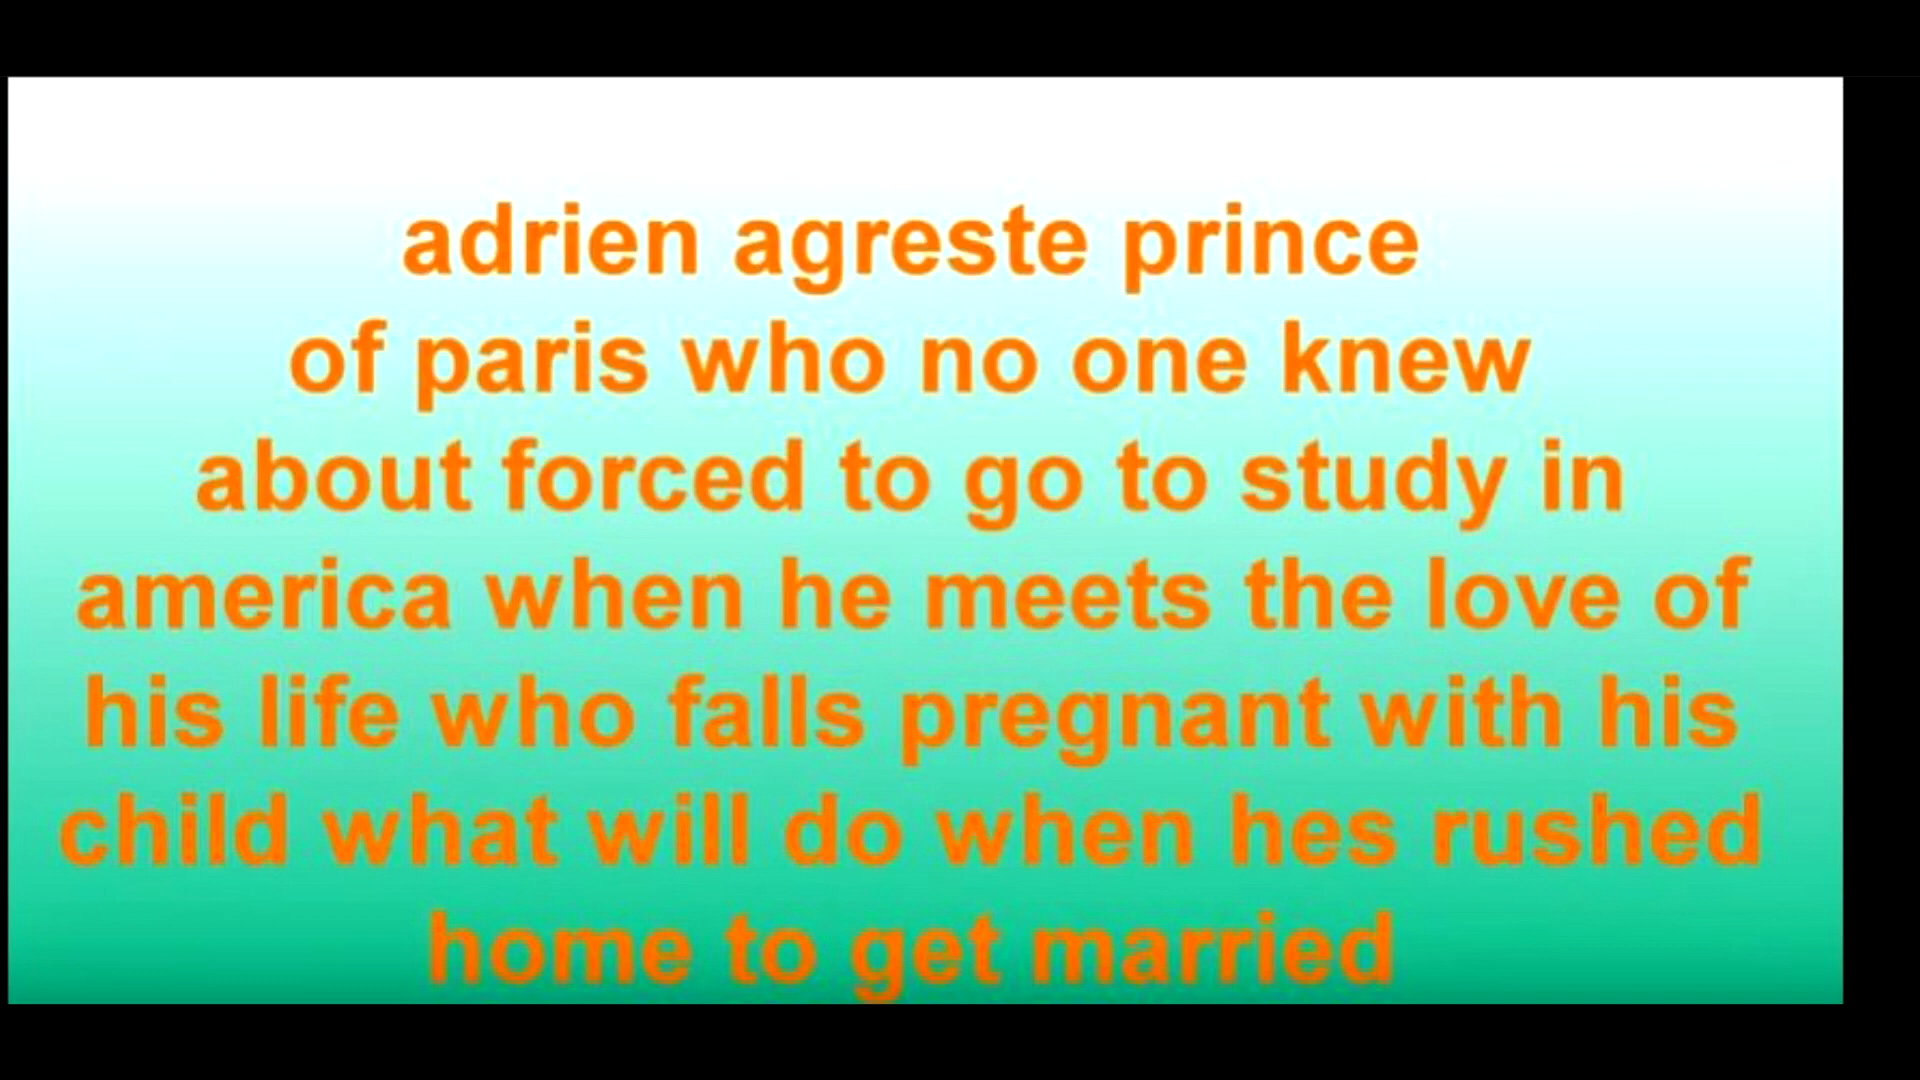 adrien agreste prince
of paris who no one knew
about forced to go to study in
america when he meets the love of
his life who falls pregnant with his
child what will do when hes rushed
home to get married